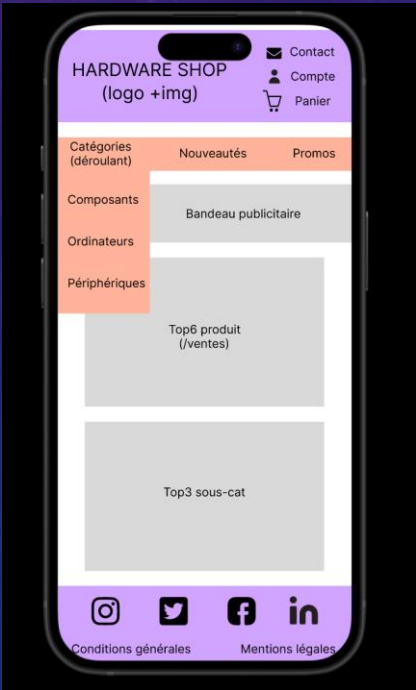 HARDWARE SHOP
(logo +img)
Contact
Compte
Panier
Catégories
(déroulant)
Nouveautés
Promos
Composants
Ordinateurs
Périphériques
Bandeau publicitaire
Top6 produit
(/ventes)
Top3 sous-cat
Conditions générales
Mentions légales